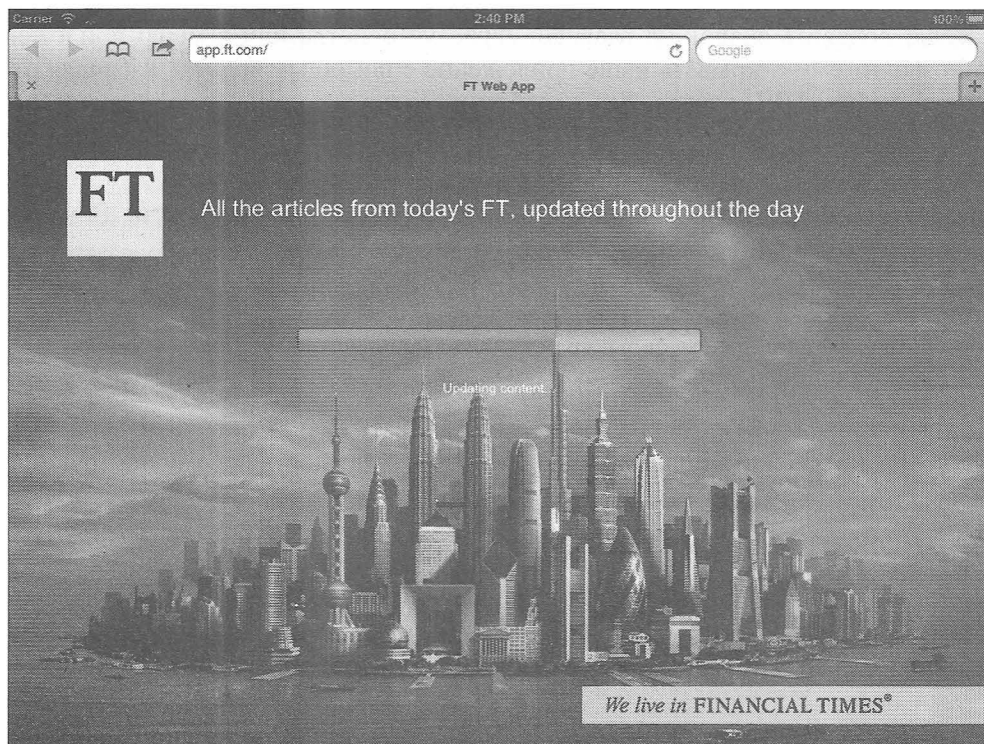 Carrier
2:40 PM
100%
app.ft.com/
Google
FT Web App
FT
All the articles from today's FT, updated throughout the day
Updating content...
We live in FINANCIAL TIMES®